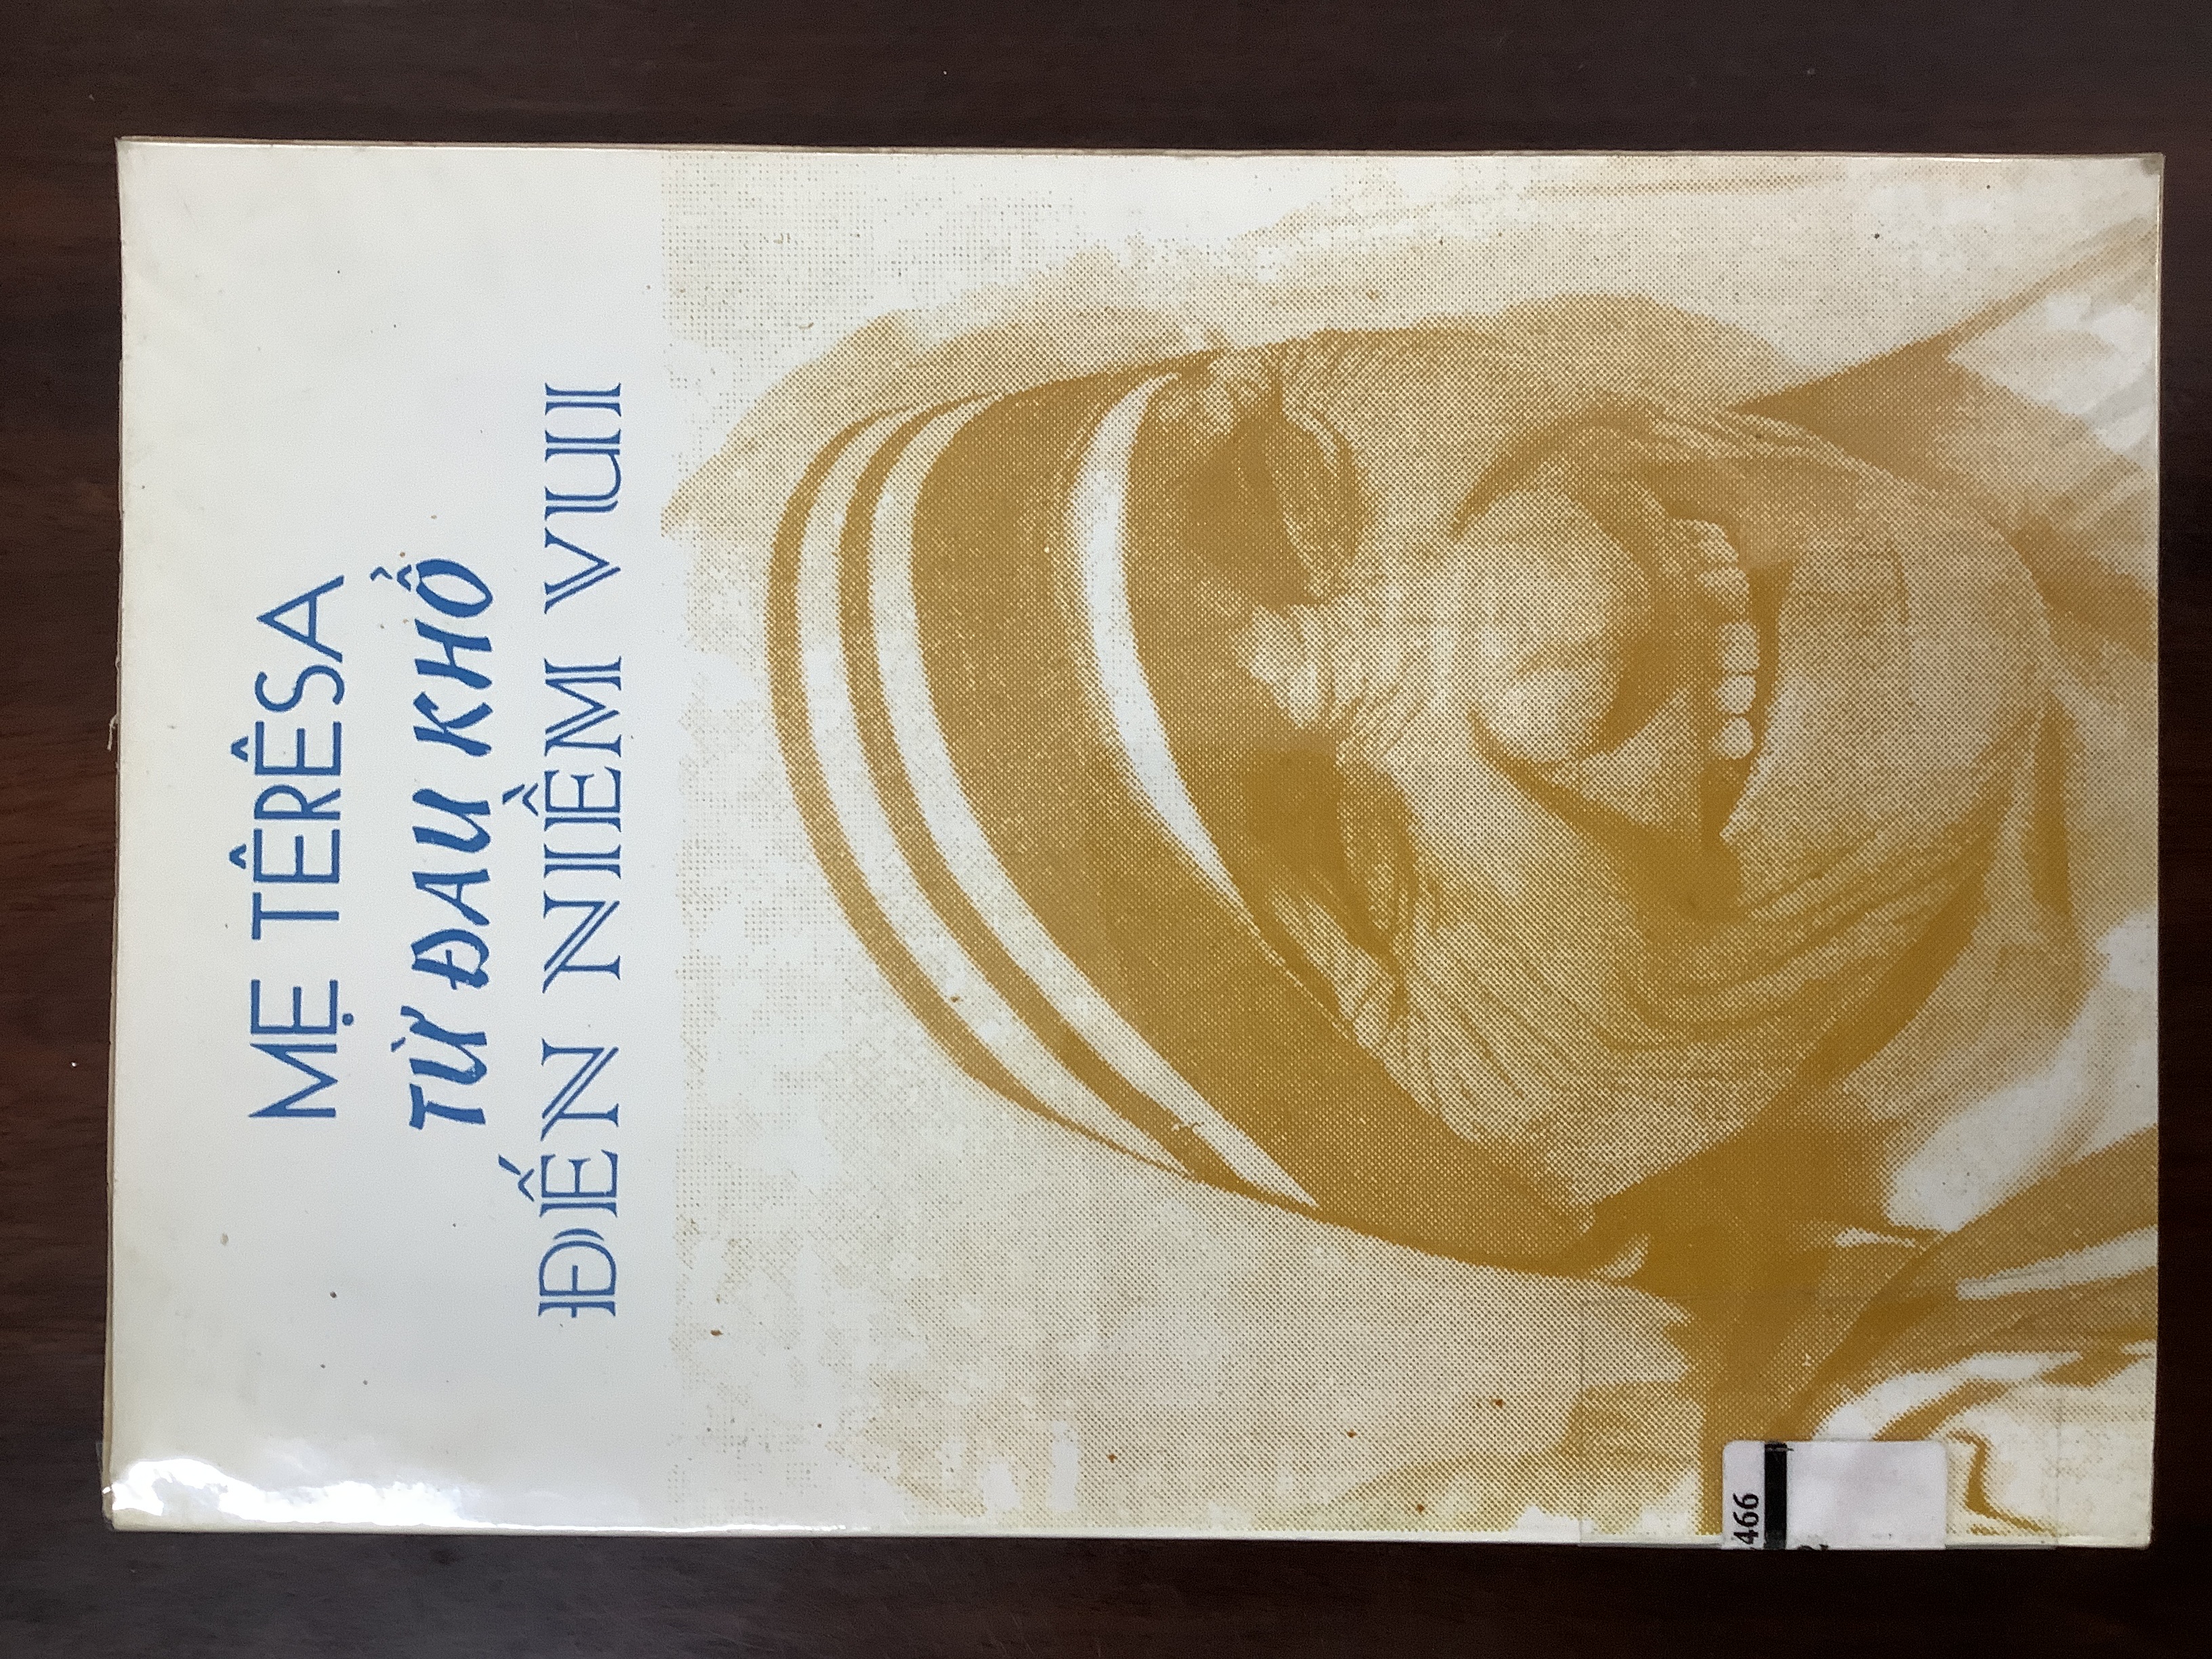 MẸ TÊRÊSA
TỪ ĐAU KHỔ
ĐẾN NIỀM VUI
466